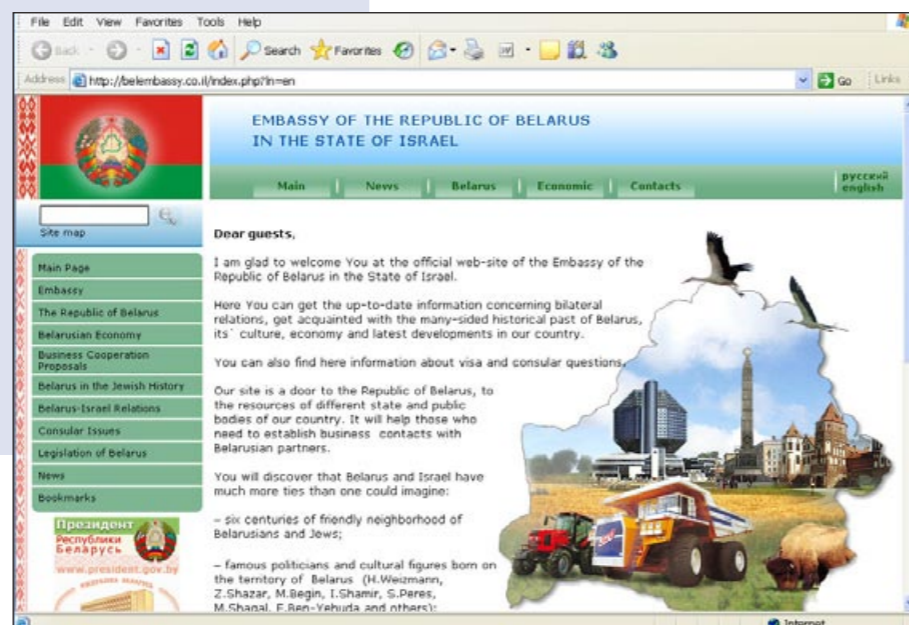 File Edit View Favorites Tools Help
Back Search Favorites
Address http://belembassy.co.il/index.php?ln=en Go Links
EMBASSY OF THE REPUBLIC OF BELARUS
IN THE STATE OF ISRAEL
Main News Belarus Economic Contacts
русский
english
Site map
Main Page
Embassy
The Republic of Belarus
Belarusian Economy
Business Cooperation
Proposals
Belarus in the Jewish History
Belarus-Israel Relations
Consular Issues
Legislation of Belarus
News
Bookmarks
Президент
Республики
Беларусь
www.president.gov.by
Dear guests,
I am glad to welcome You at the official web-site of the Embassy of the
Republic of Belarus in the State of Israel.
Here You can get the up-to-date information concerning bilateral
relations, get acquainted with the many-sided historical past of Belarus,
its` culture, economy and latest developments in our country.
You can also find here information about visa and consular questions.
Our site is a door to the Republic of Belarus, to
the resources of different state and public
bodies of our country. It will help those who
need to establish business contacts with
Belarusian partners.
You will discover that Belarus and Israel have
much more ties than one could imagine:
– six centuries of friendly neighborhood of
Belarusians and Jews;
– famous politicians and cultural figures born on
the territory of Belarus (H.Weizmann,
Z.Shazar, M.Begin, I.Shamir, S.Peres,
M.Shagal, E.Ben-Yehuda and others);
Internet